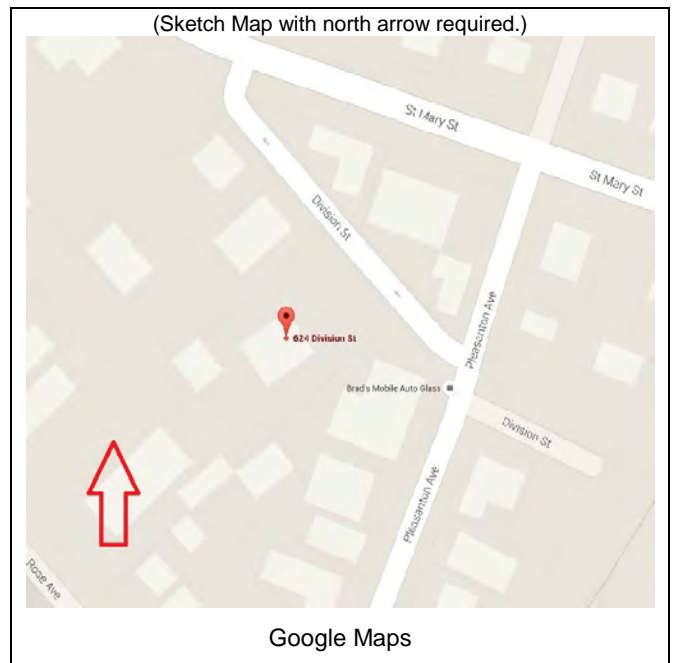 (Sketch Map with north arrow required.)
St Mary St
St Mary St
Division St
Pleasanton Ave
624 Division St
Brad's Mobile Auto Glass
Division St
Pleasanton Ave
Rose Ave
Google Maps